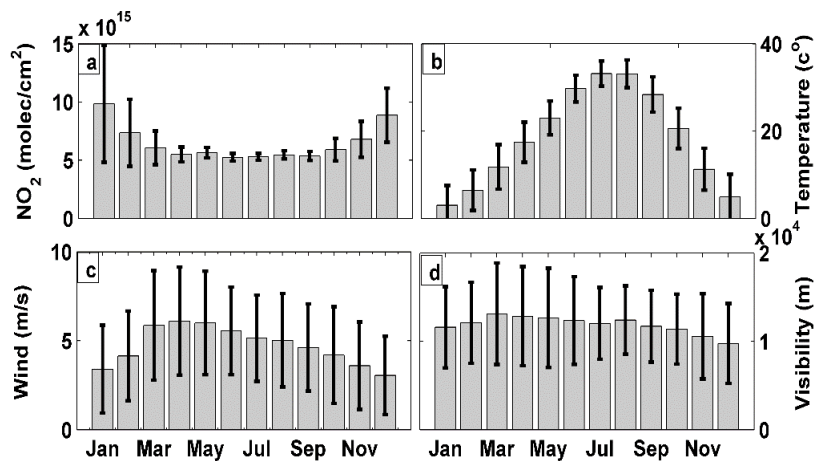 x 10^15
15
10
5
0
NO2 (molec/cm2)
a
b
40
20
0
Temperature (c°)
10
5
0
Wind (m/s)
c
d
x 10^4
2
1
0
Visibility (m)
Jan Mar May Jul Sep Nov
Jan Mar May Jul Sep Nov